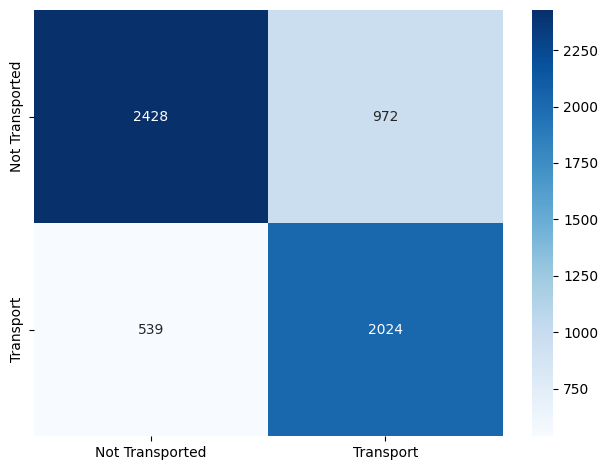 Not Transported
2428
972
Transport
539
2024
Not Transported
Transport
2250
2000
1750
1500
1250
1000
750